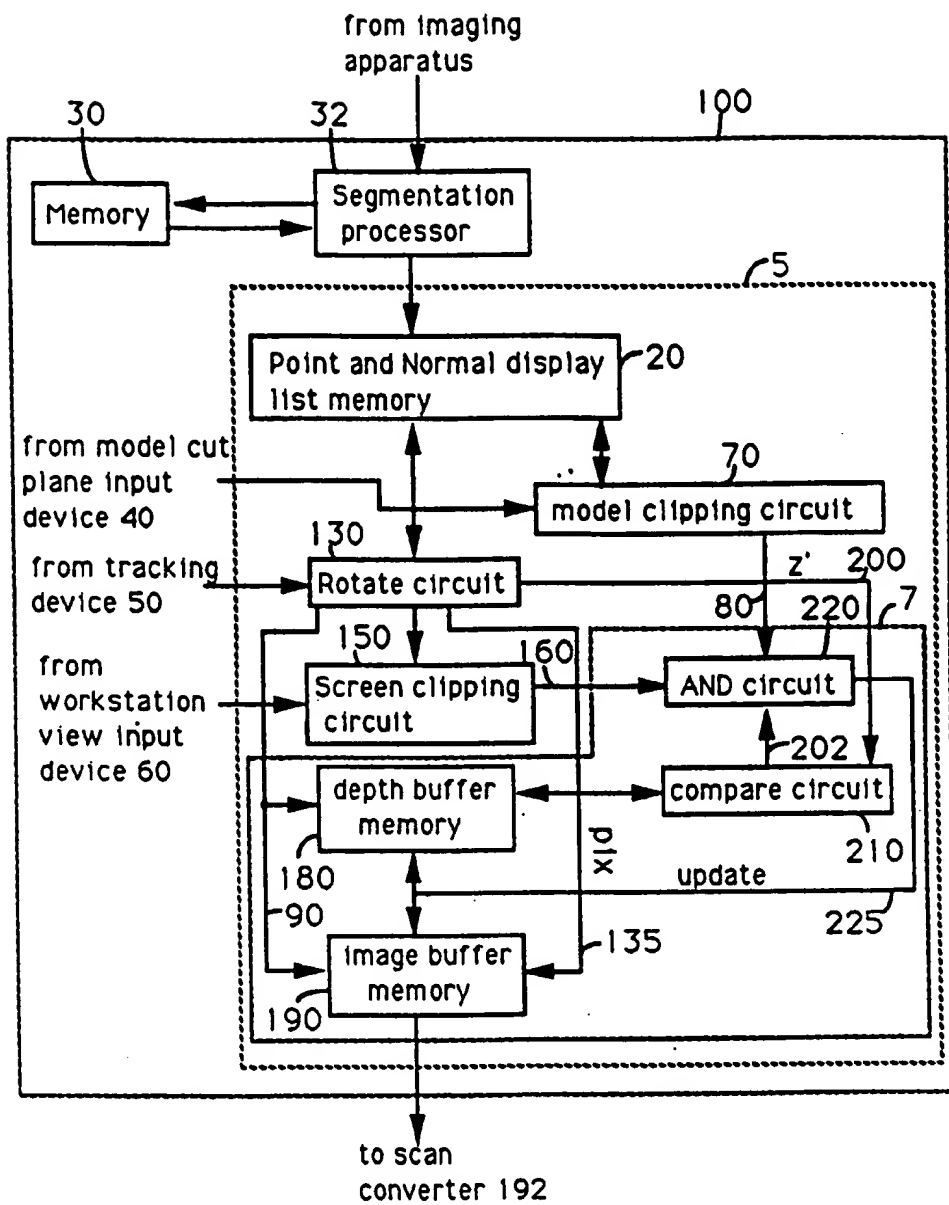 from imaging
apparatus
30
32
100
Memory
Segmentation
processor
5
Point and Normal display
list memory
20
from model cut
plane input
device 40
70
model clipping circuit
130
z'
200
from tracking
device 50
Rotate circuit
80
220
7
150
160
AND circuit
from
workstation
view input
device 60
Screen clipping
circuit
202
depth buffer
memory
compare circuit
180
pix
210
update
90
225
135
image buffer
memory
190
to scan
converter 192